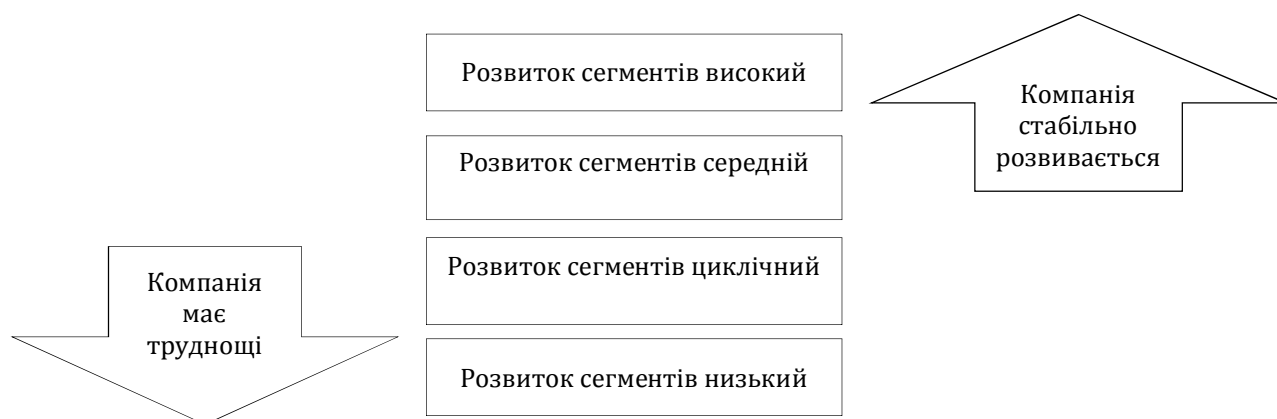 Розвиток сегментів високий
Компанія
стабільно
розвивається
Розвиток сегментів середній
Розвиток сегментів циклічний
Компанія
має
труднощі
Розвиток сегментів низький